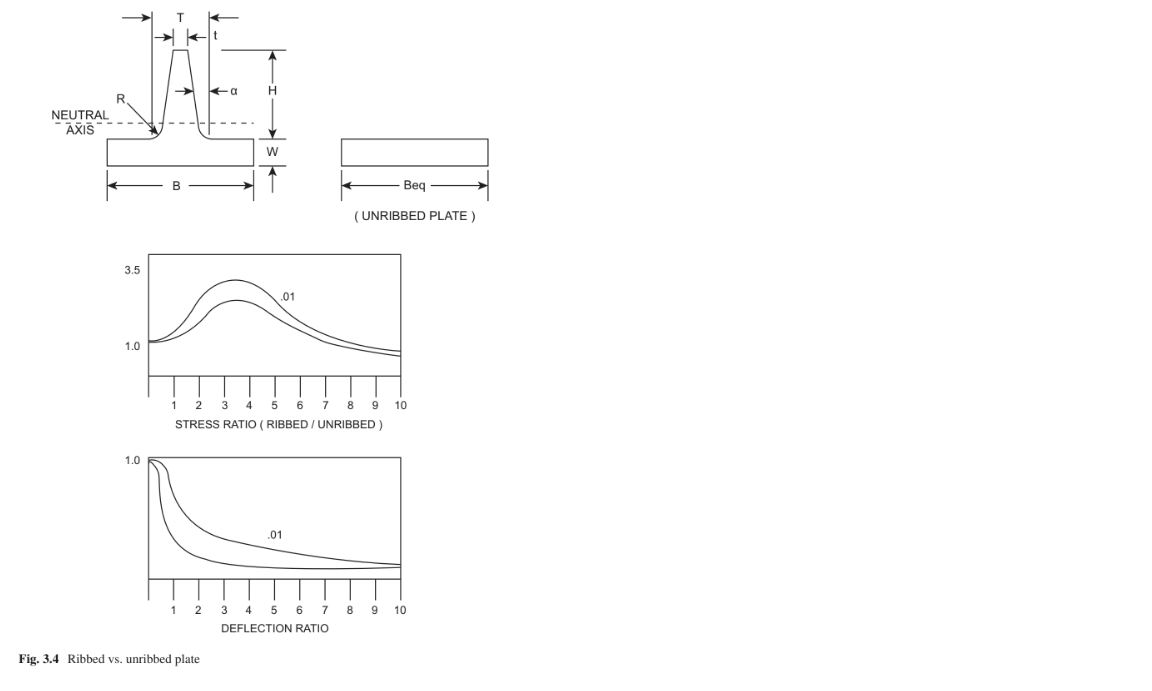 T
t
R
α
H
NEUTRAL
AXIS
W
B
Beq
( UNRIBBED PLATE )
3.5
.01
1.0
1 2 3 4 5 6 7 8 9 10
STRESS RATIO ( RIBBED / UNRIBBED )
1.0
.01
1 2 3 4 5 6 7 8 9 10
DEFLECTION RATIO
Fig. 3.4 Ribbed vs. unribbed plate